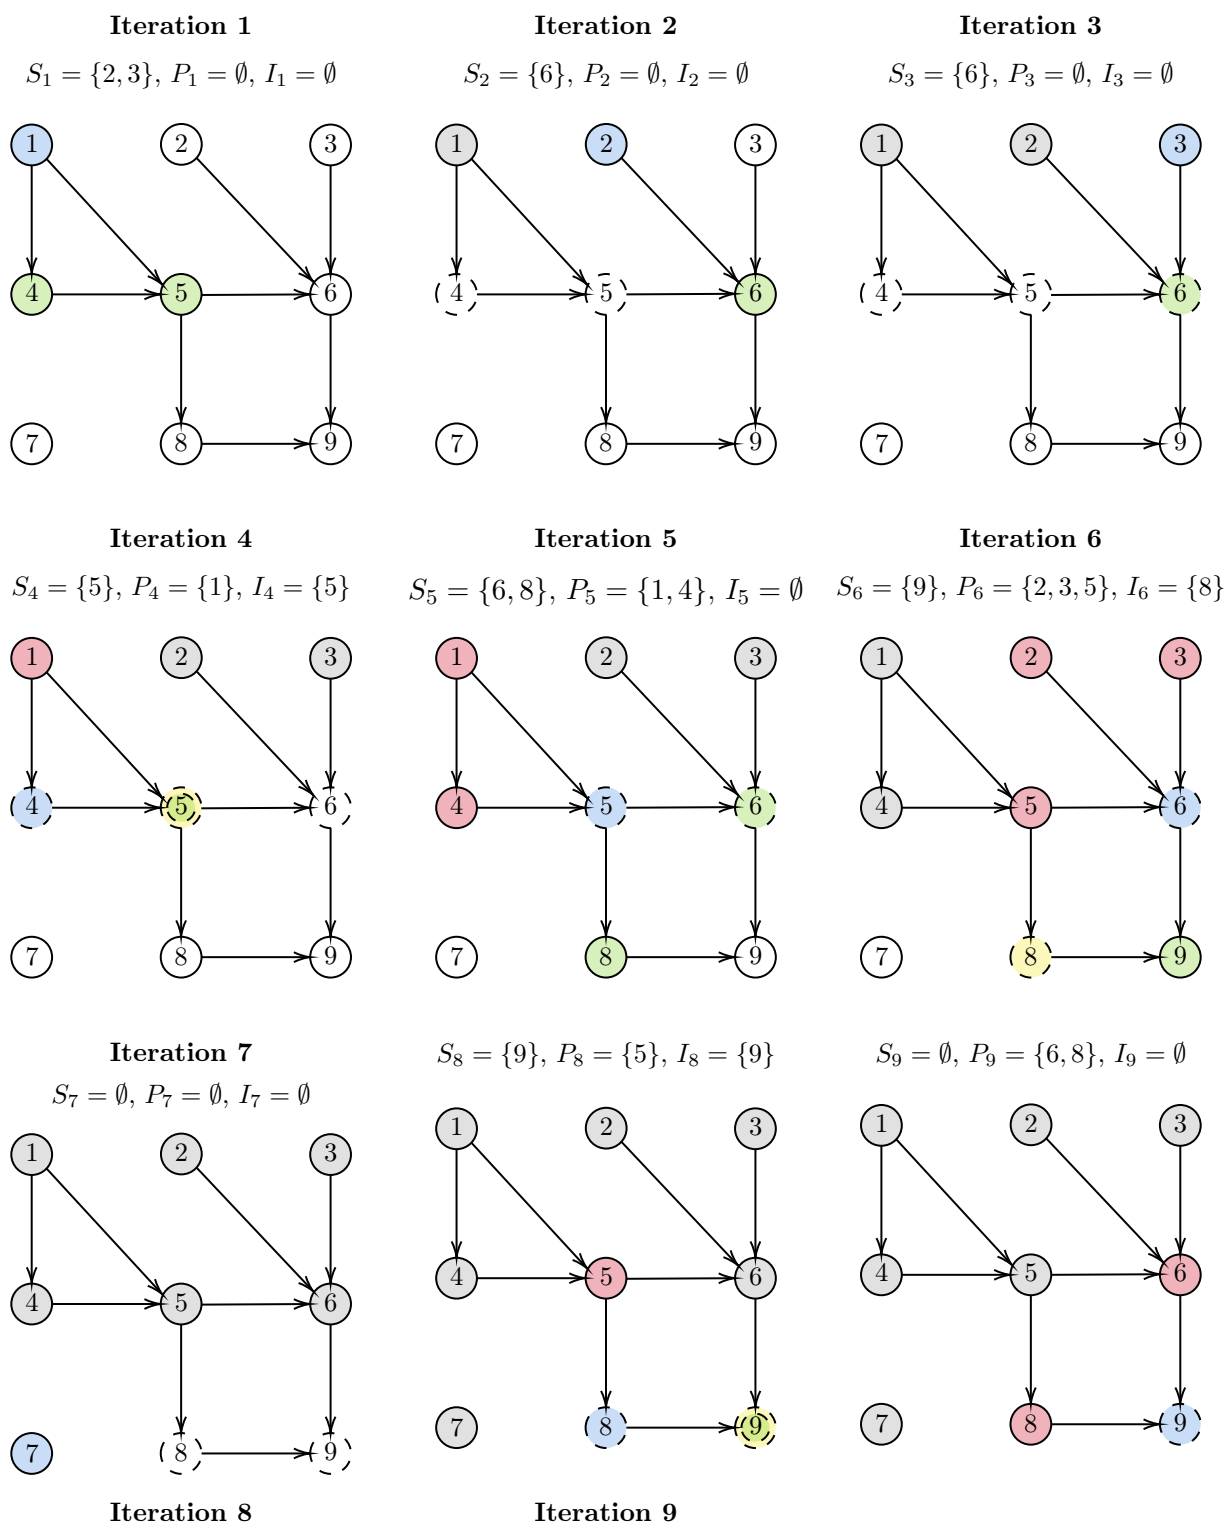 Iteration 1
Iteration 2
Iteration 3
S₁ = {2, 3}, P₁ = ∅, I₁ = ∅
S₂ = {6}, P₂ = ∅, I₂ = ∅
S₃ = {6}, P₃ = ∅, I₃ = ∅
1 2 3
1 2 3
1 2 3
4 5 6
4 5 6
4 5 6
7 8 9
7 8 9
7 8 9
Iteration 4
Iteration 5
Iteration 6
S₄ = {5}, P₄ = {1}, I₄ = {5}
S₅ = {6, 8}, P₅ = {1, 4}, I₅ = ∅
S₆ = {9}, P₆ = {2, 3, 5}, I₆ = {8}
1 2 3
1 2 3
1 2 3
4 5 6
4 5 6
4 5 6
7 8 9
7 8 9
7 8 9
Iteration 7
S₇ = ∅, P₇ = ∅, I₇ = ∅
S₈ = {9}, P₈ = {5}, I₈ = {9}
S₉ = ∅, P₉ = {6, 8}, I₉ = ∅
1 2 3
1 2 3
1 2 3
4 5 6
4 5 6
4 5 6
7 8 9
7 8 9
7 8 9
Iteration 8
Iteration 9